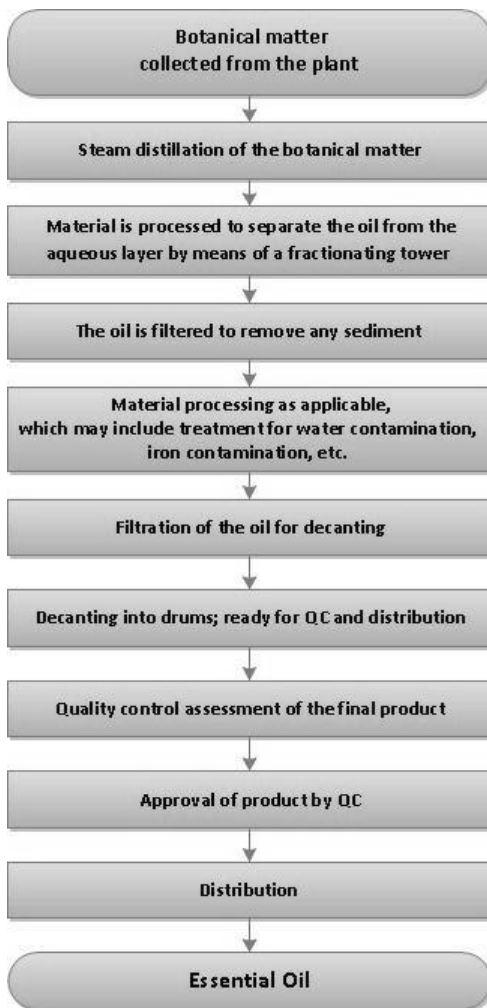 Botanical matter
collected from the plant
Steam distillation of the botanical matter
Material is processed to separate the oil from the
aqueous layer by means of a fractionating tower
The oil is filtered to remove any sediment
Material processing as applicable,
which may include treatment for water contamination,
iron contamination, etc.
Filtration of the oil for decanting
Decanting into drums; ready for QC and distribution
Quality control assessment of the final product
Approval of product by QC
Distribution
Essential Oil